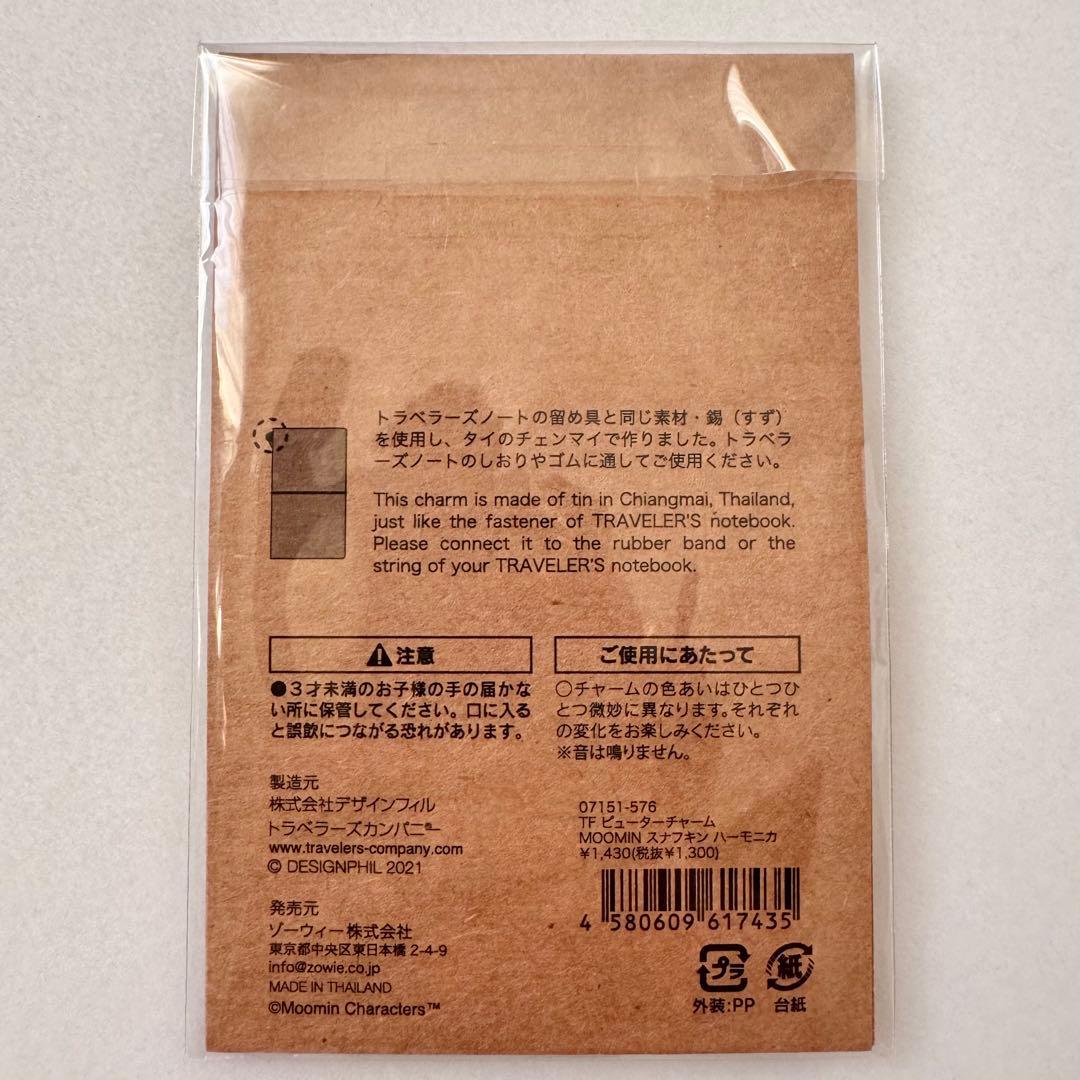 トラベラーズノートの留め具と同じ素材・錫（すず）
を使用し、タイのチェンマイで作りました。トラベラ
ーズノートのしおりやゴムに通してご使用ください。
This charm is made of tin in Chiangmai, Thailand,
just like the fastener of TRAVELER'S notebook.
Please connect it to the rubber band or the
string of your TRAVELER'S notebook.
注意
●３才未満のお子様の手の届かな
い所に保管してください。口に入る
と誤飲につながる恐れがあります。
ご使用にあたって
○チャームの色あいはひとつひ
とつ微妙に異なります。それぞれ
の変化をお楽しみください。
※音は鳴りません。
製造元
株式会社デザインフィル
トラベラーズカンパニー®
www.travelers-company.com
© DESIGNPHIL 2021
発売元
ゾーウィー株式会社
東京都中央区東日本橋 2-4-9
info@zowie.co.jp
MADE IN THAILAND
©Moomin Characters™
07151-576
TF ピューターチャーム
MOOMIN スナフキン ハーモニカ
¥1,430(税抜¥1,300)
4 580609 617435
プラ
外装:PP
紙
台紙